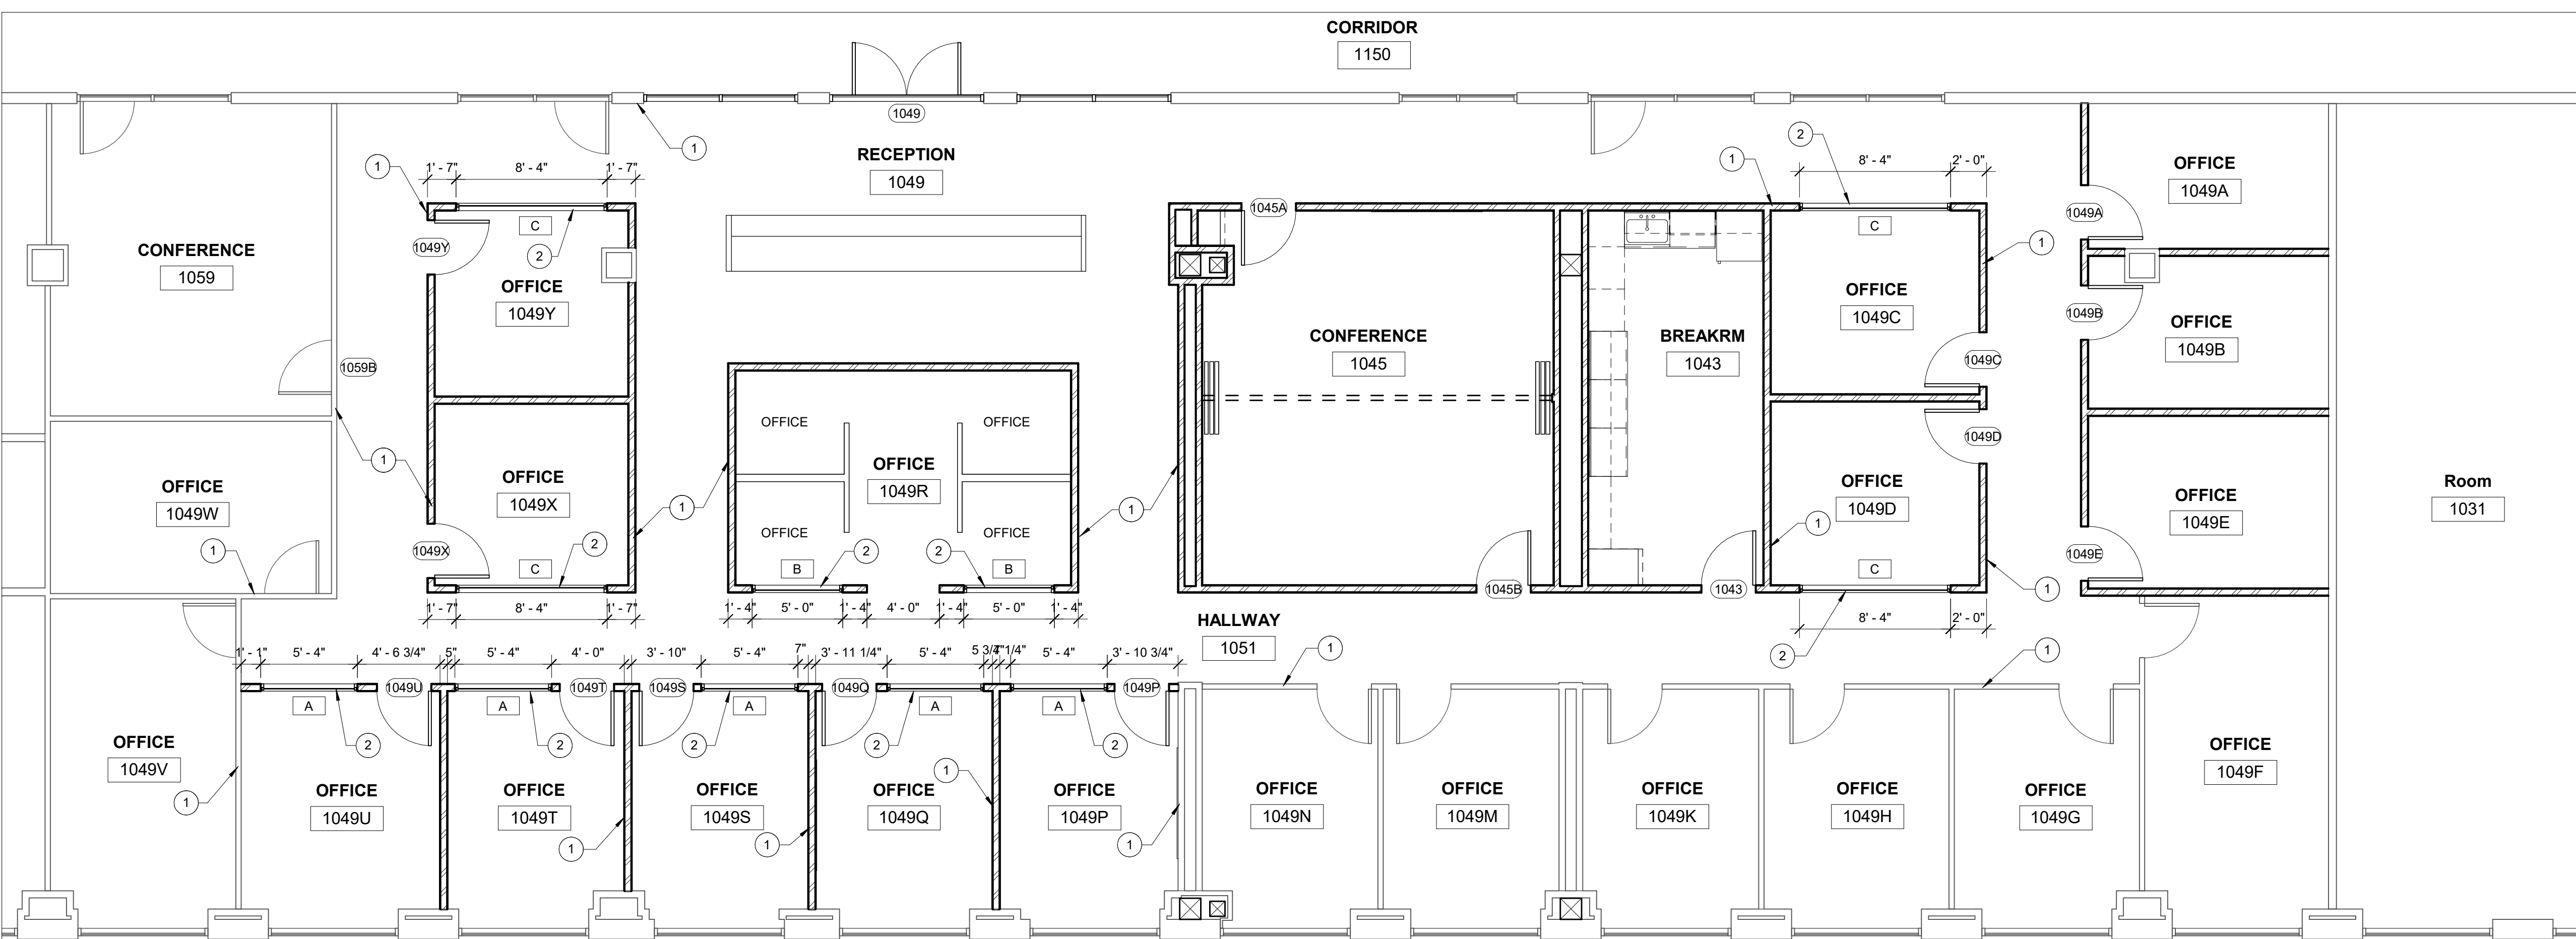 CORRIDOR
1150
1049
RECEPTION
1049
1
1
1' - 7"
8' - 4"
1' - 7"
C
2
1049Y
OFFICE
1049Y
CONFERENCE
1059
1059B
1
OFFICE
1049W
1
OFFICE
1049X
1049X
2
C
1' - 7"
8' - 4"
1' - 7"
1
OFFICE
OFFICE
OFFICE
1049R
OFFICE
OFFICE
B
2
2
B
1' - 4"
5' - 0"
1' - 4"
4' - 0"
1' - 4"
5' - 0"
1' - 4"
1
1045A
CONFERENCE
1045
1045B
BREAKRM
1043
1043
1
2
8' - 4"
2' - 0"
C
1
OFFICE
1049C
1049C
1049D
OFFICE
1049D
1
C
1
8' - 4"
2' - 0"
2
OFFICE
1049A
1049A
1049B
OFFICE
1049B
OFFICE
1049E
1049E
Room
1031
HALLWAY
1051
1
1
1' - 1"
5' - 4"
4' - 6 3/4"
5"
5' - 4"
4' - 0"
3' - 10"
5' - 4"
7"
3' - 11 1/4"
5' - 4"
5 3/4"
5' - 4"
3' - 10 3/4"
1049U
1049T
1049S
1049Q
1049P
A
A
A
A
A
2
2
2
2
2
OFFICE
1049V
1
OFFICE
1049U
OFFICE
1049T
1
OFFICE
1049S
1
OFFICE
1049Q
1
OFFICE
1049P
1
OFFICE
1049N
OFFICE
1049M
OFFICE
1049K
OFFICE
1049H
OFFICE
1049G
OFFICE
1049F